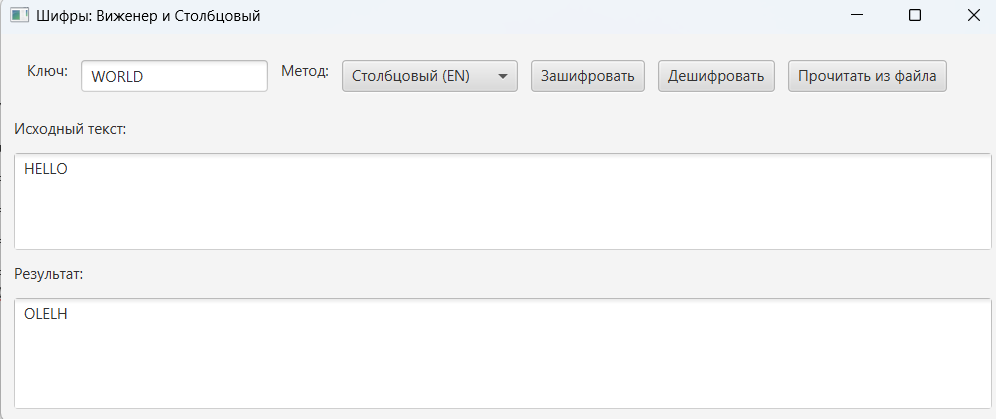 Шифры: Виженер и Столбцовый
Ключ: WORLD Метод: Столбцовый (EN) Зашифровать Дешифровать Прочитать из файла
Исходный текст:
HELLO
Результат:
OLELH